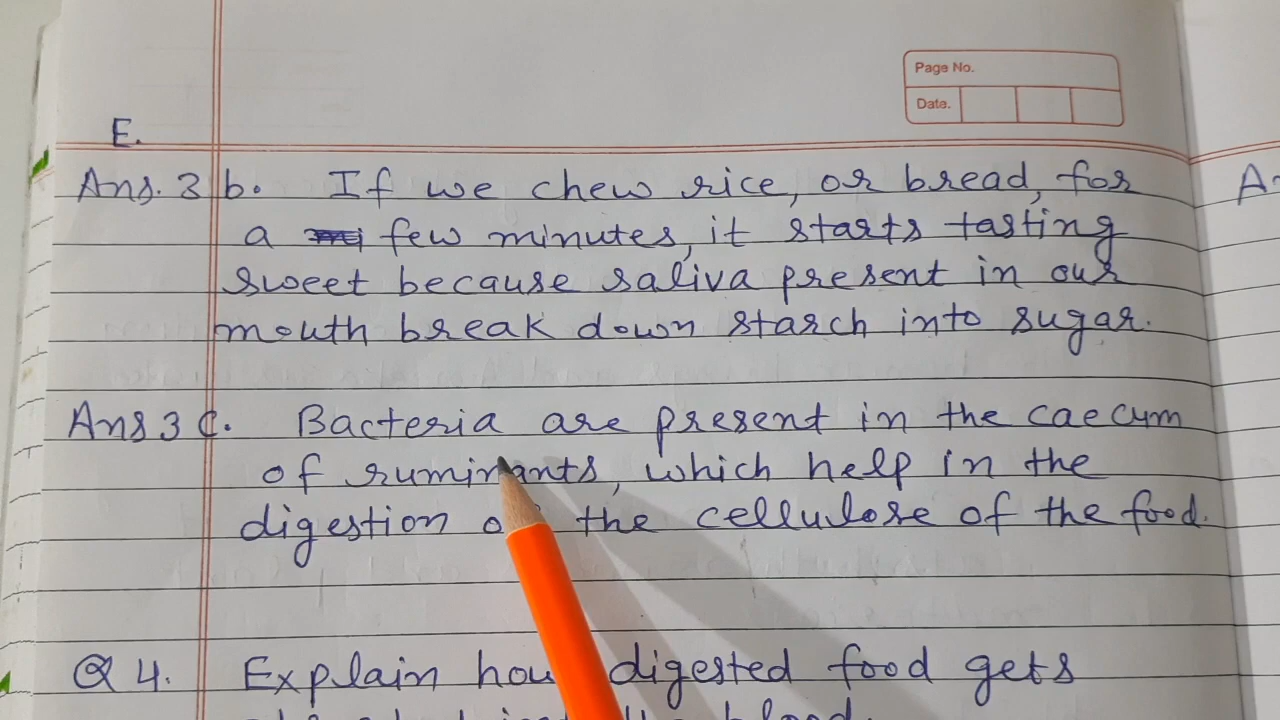 Page No.
Date.
E.
Ans. 3 b. If we chew rice, or bread, for
a few minutes, it starts tasting
sweet because saliva present in our
mouth break down starch into sugar.
Ans 3 c. Bacteria are present in the caecum
of ruminants, which help in the
digestion of the cellulose of the food.
Q 4. Explain how digested food gets
blood.